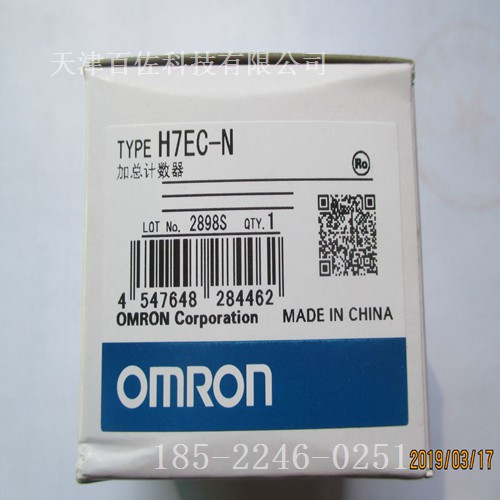 天津百佐科技有限公司
TYPE H7EC-N
加总计数器
Ro
LOT No. 2898S QTY. 1
4 547648 284462
OMRON Corporation
MADE IN CHINA
OMRON
185-2246-0251
2019/03/17